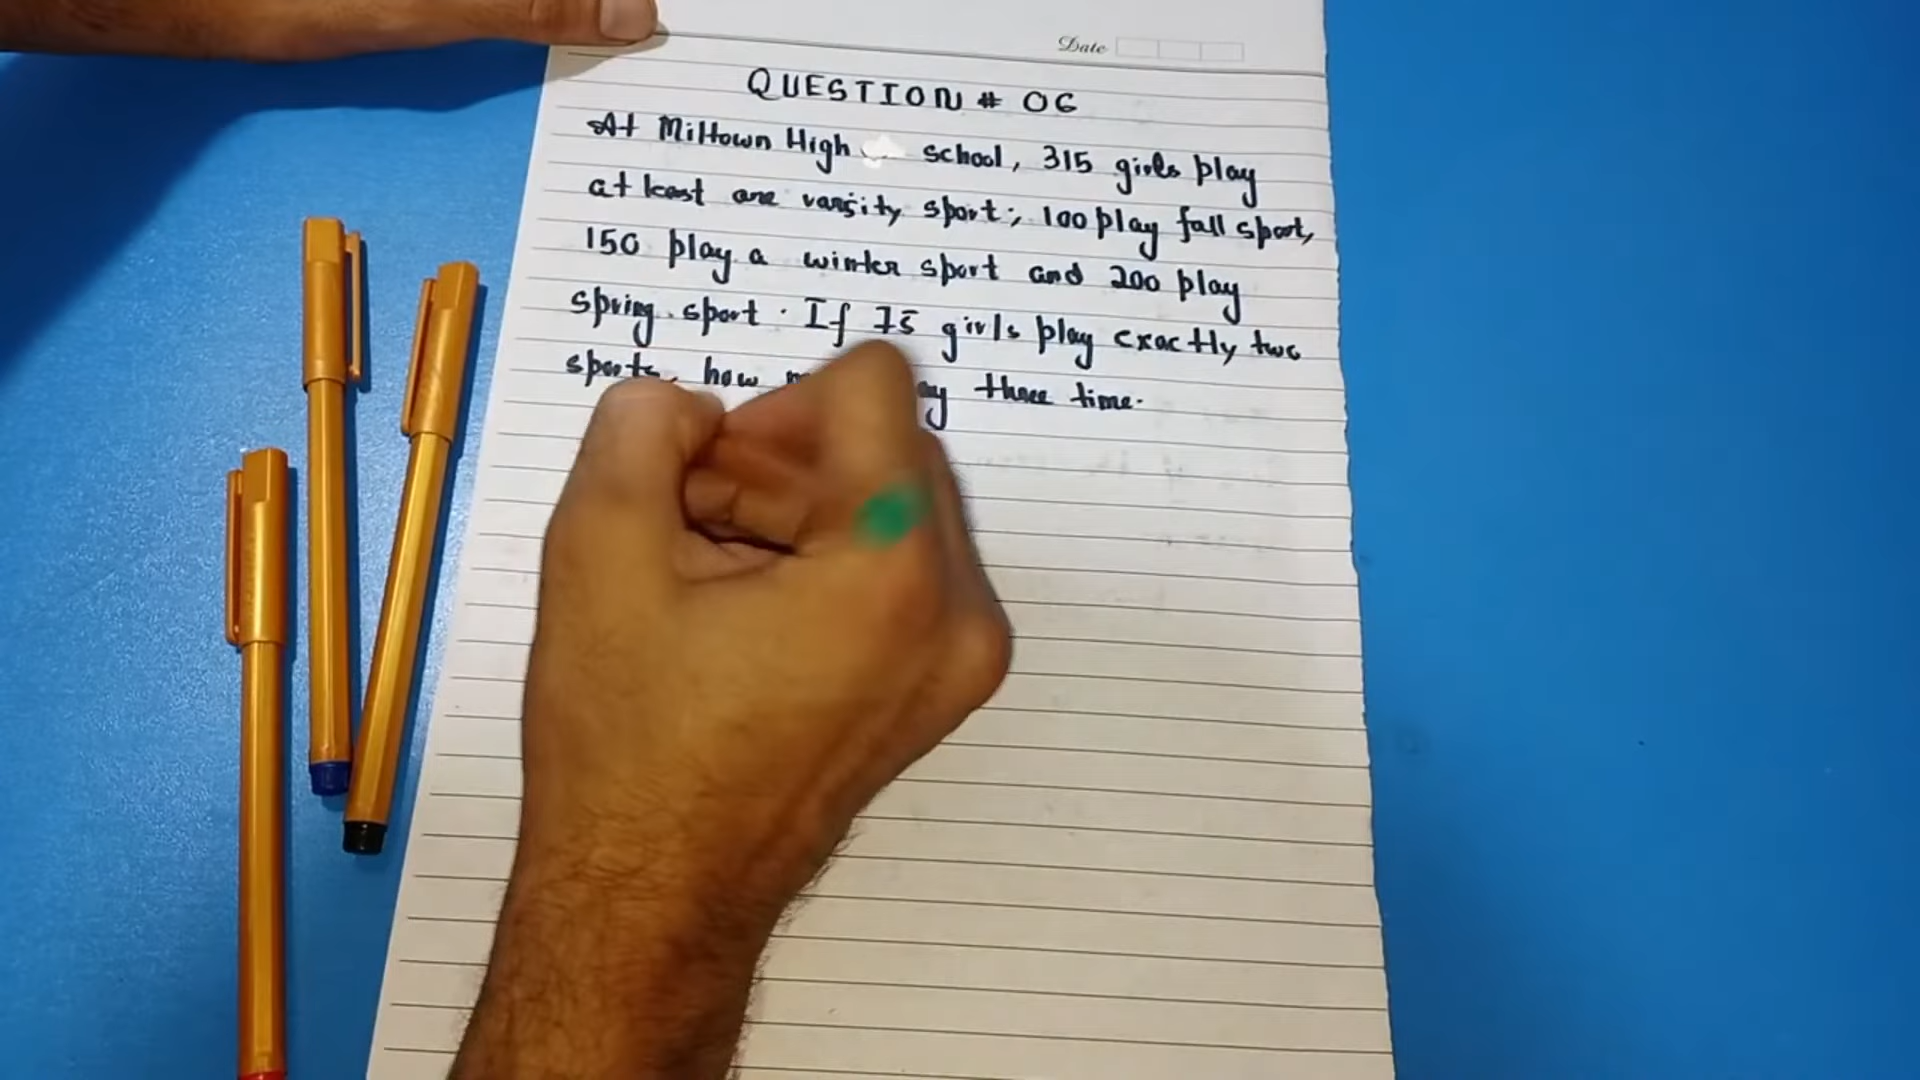 Date
QUESTION # 06
At Milltown High school, 315 girls play
at least one varsity sport; 100 play fall sport,
150 play a winter sport and 200 play
spring sport. If 75 girls play exactly two
sports, how three time.